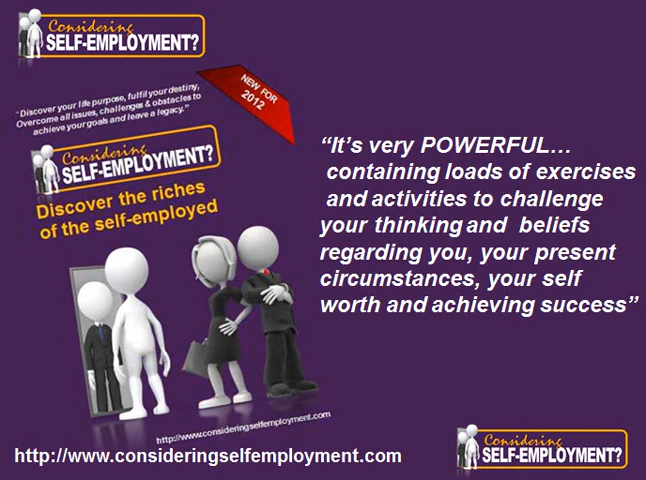 Considering
SELF-EMPLOYMENT?
NEW FOR
2012
“Discover your life purpose, fulfil your destiny,
Overcome all issues, challenges & obstacles to
achieve your goals and leave a legacy.”
Considering
SELF-EMPLOYMENT?
Discover the riches
of the self-employed
http://www.consideringselfemployment.com
“It’s very POWERFUL…
containing loads of exercises
and activities to challenge
your thinking and beliefs
regarding you, your present
circumstances, your self
worth and achieving success”
http://www.consideringselfemployment.com
Considering
SELF-EMPLOYMENT?